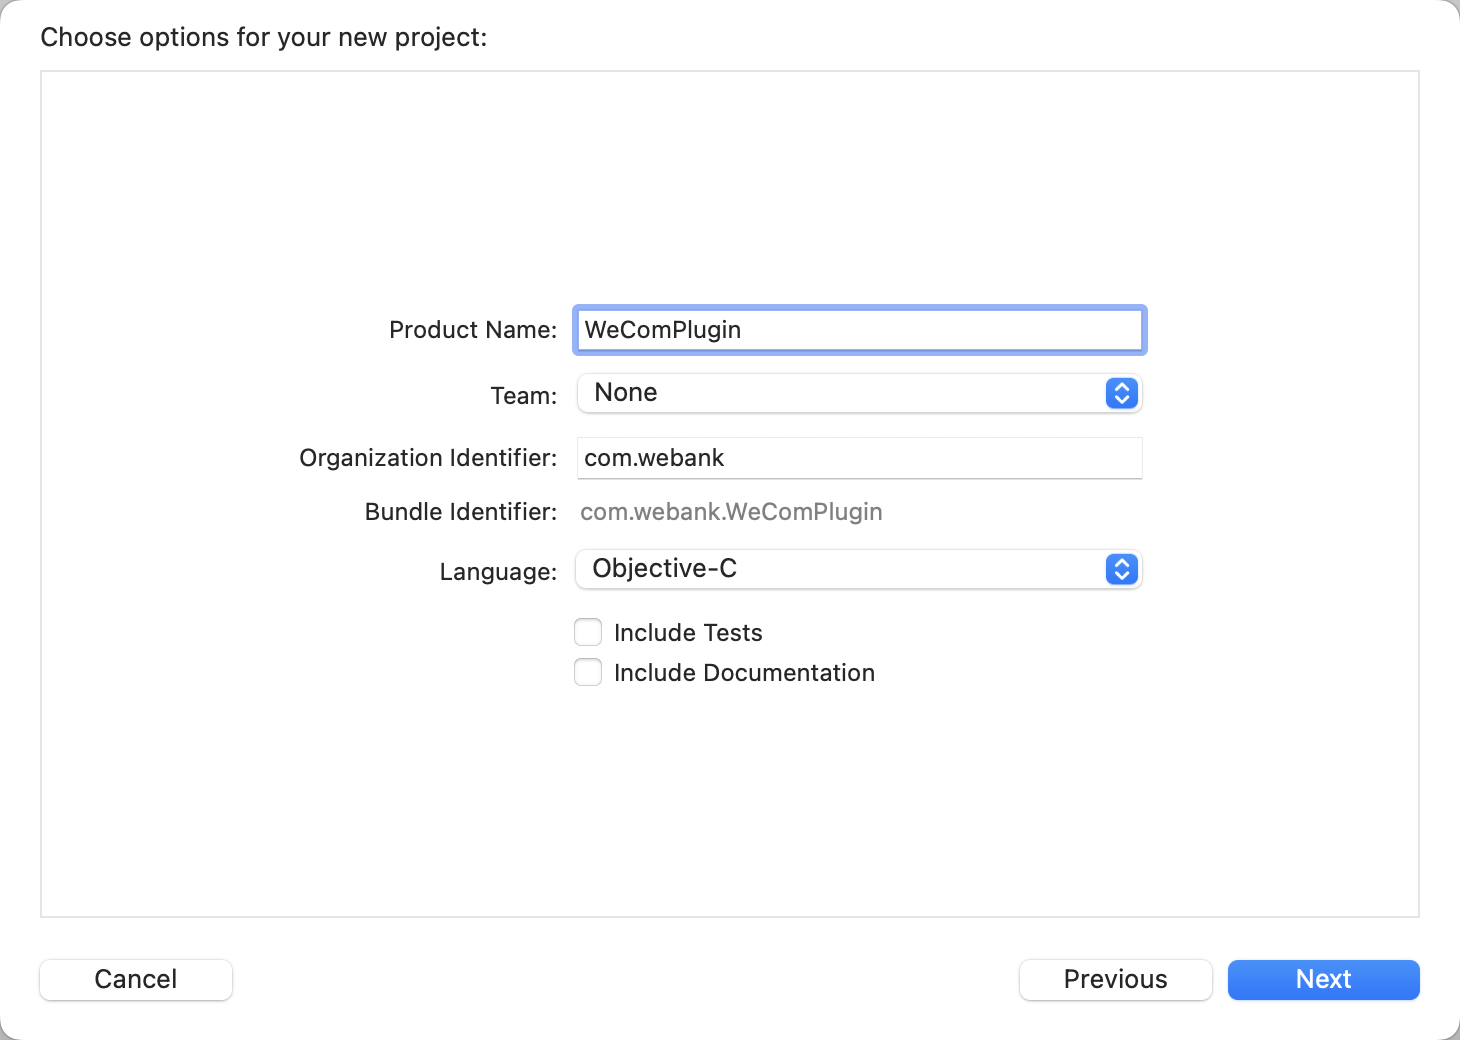 Choose options for your new project:
Product Name: WeComPlugin
Team: None
Organization Identifier: com.webank
Bundle Identifier: com.webank.WeComPlugin
Language: Objective-C
Include Tests
Include Documentation
Cancel Previous Next